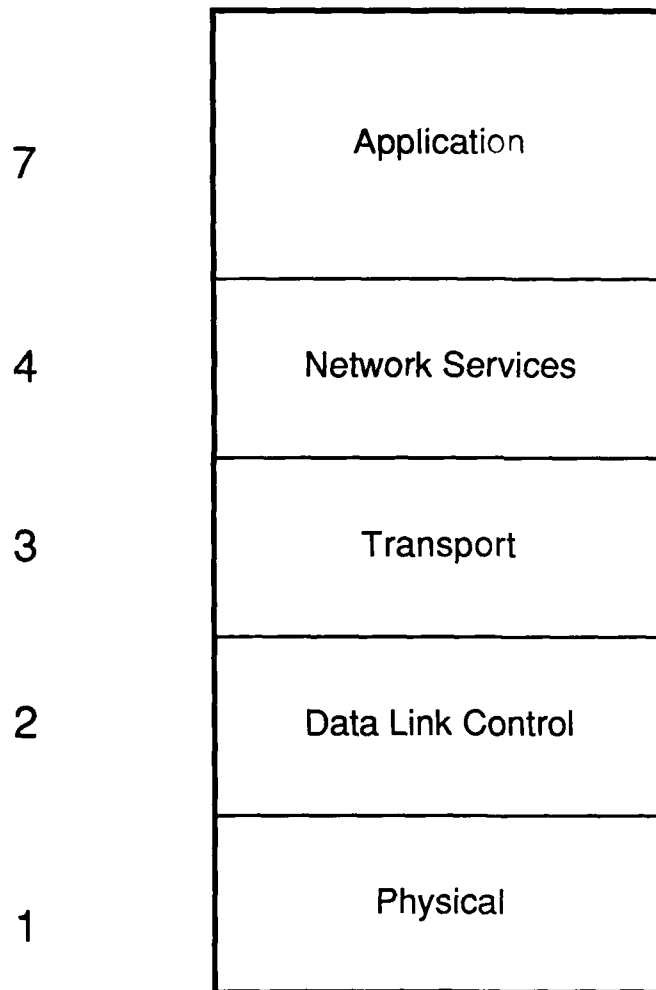 7 Application
4 Network Services
3 Transport
2 Data Link Control
1 Physical